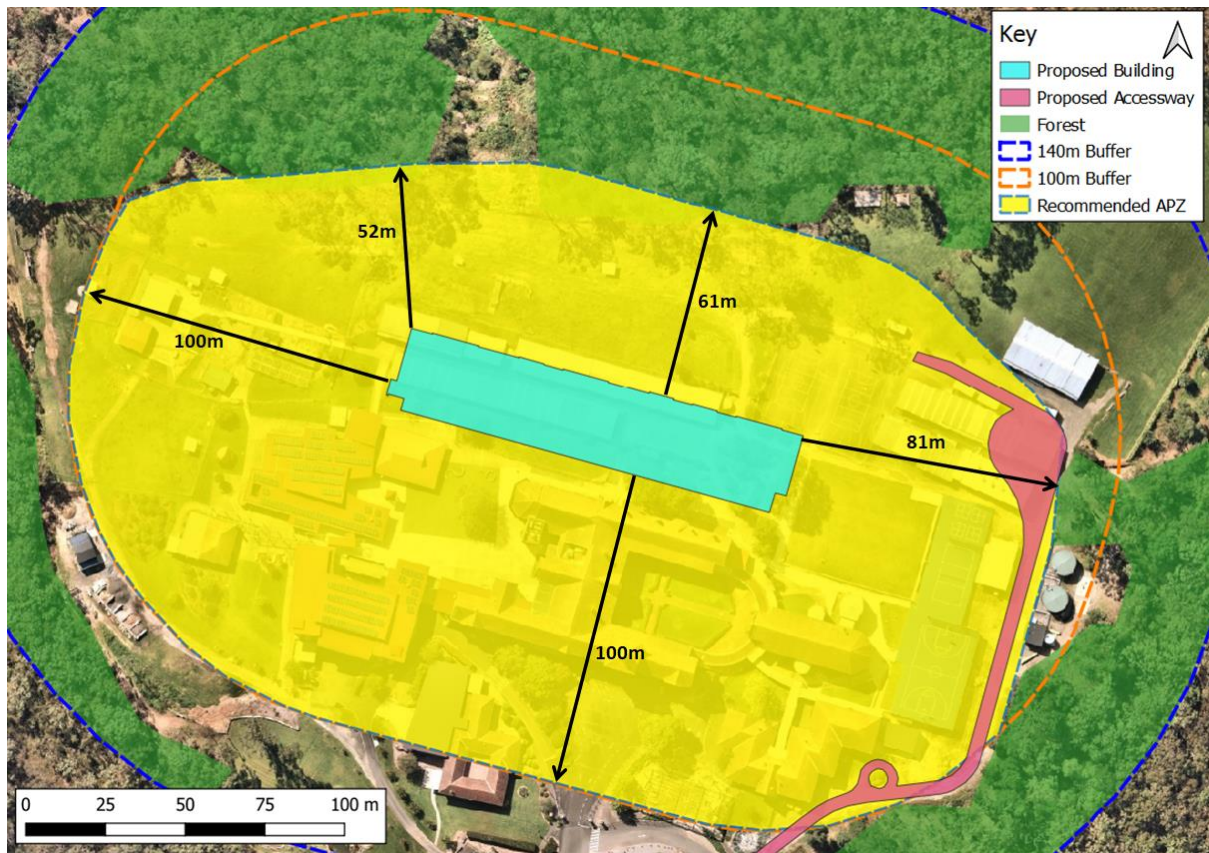 Key
Proposed Building
Proposed Accessway
Forest
140m Buffer
100m Buffer
Recommended APZ
52m
61m
100m
81m
100m
0 25 50 75 100 m